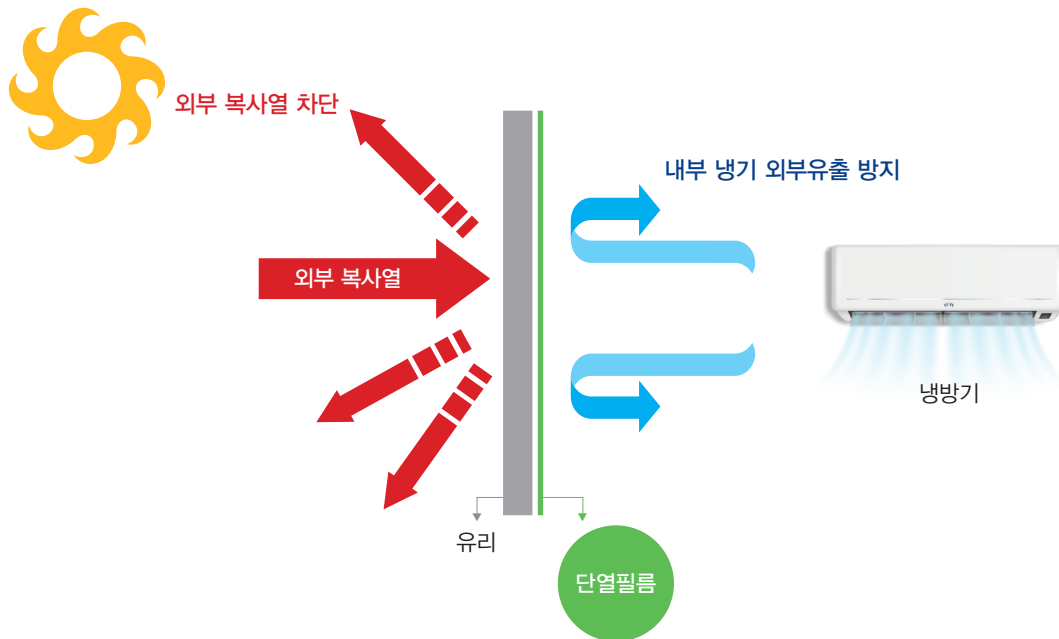 외부 복사열 차단
내부 냉기 외부유출 방지
외부 복사열
냉방기
유리
단열필름